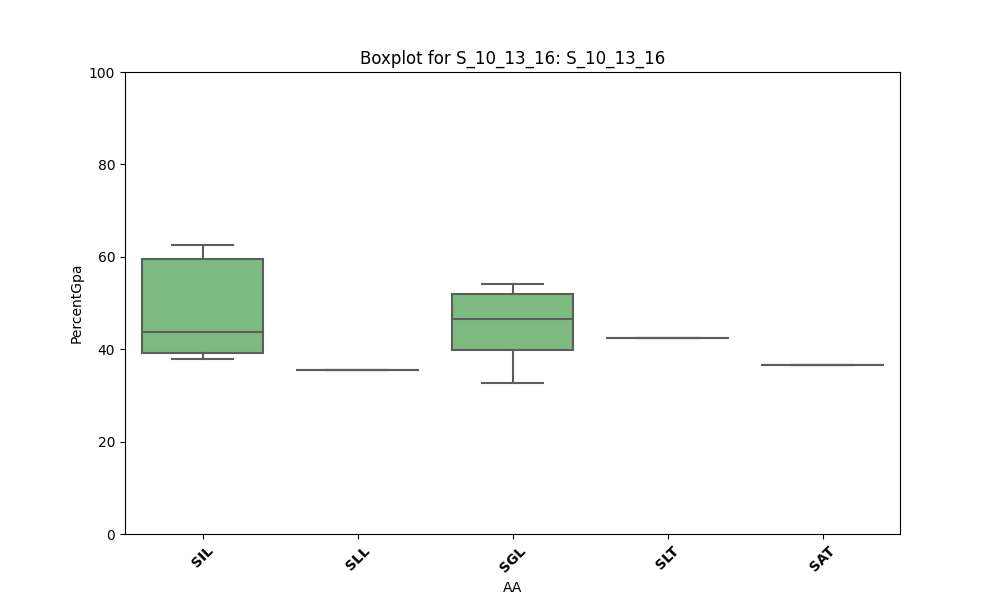 Boxplot for S_10_13_16: S_10_13_16
100
80
60
40
20
0
PercentGpa
SIL
SLL
SGL
SLT
SAT
AA